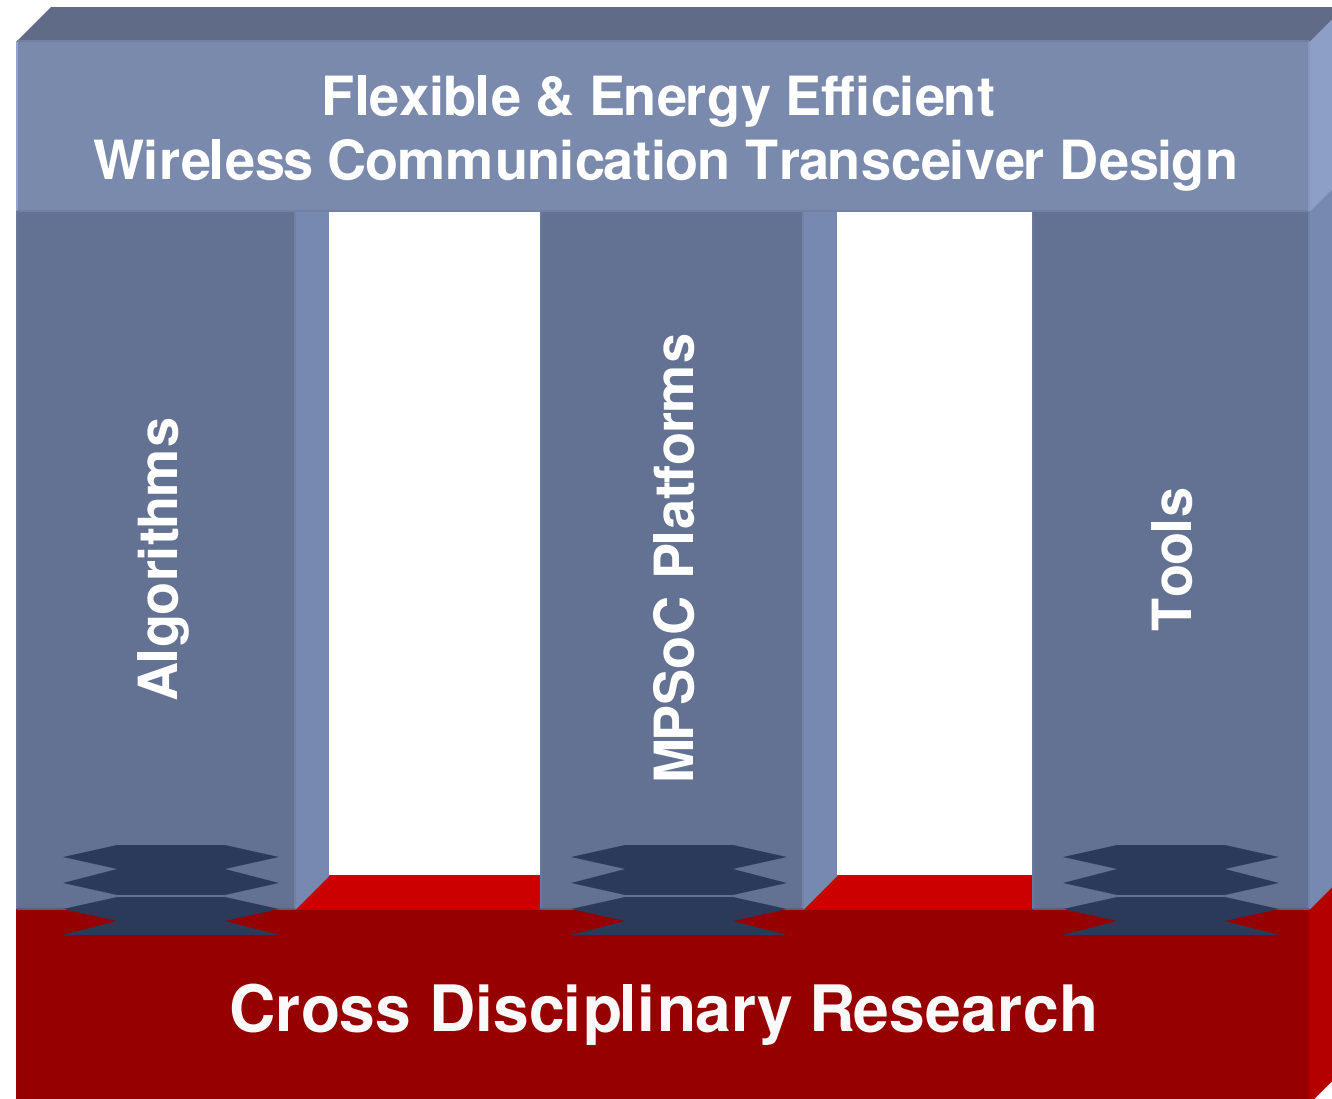 Flexible & Energy Efficient
Wireless Communication Transceiver Design
Algorithms
MPSoC Platforms
Tools
Cross Disciplinary Research